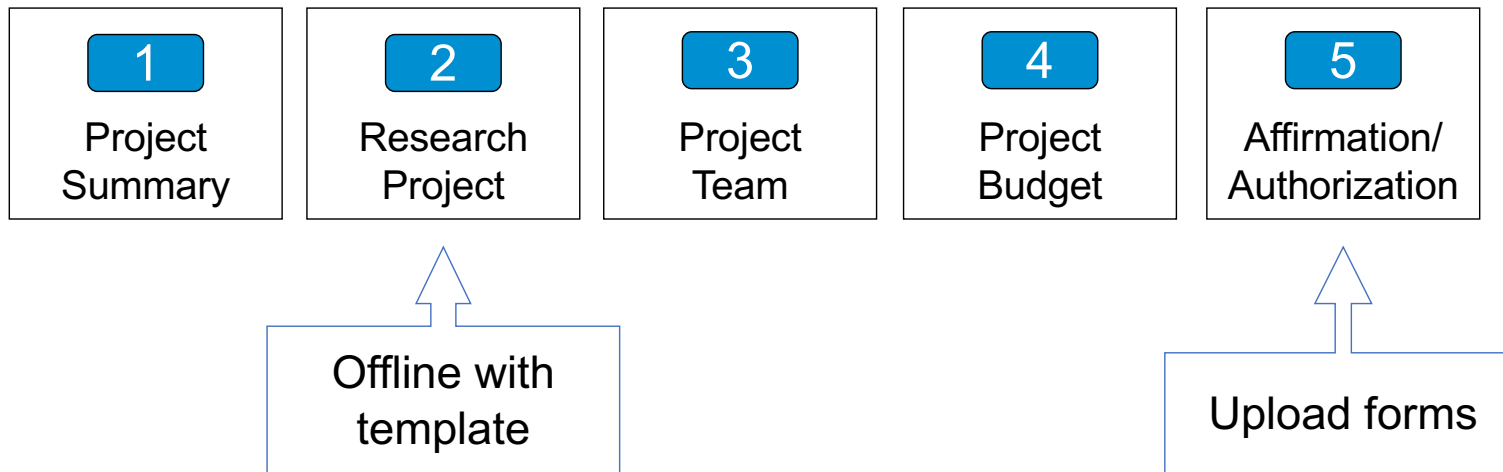 1
Project
Summary
2
Research
Project
3
Project
Team
4
Project
Budget
5
Affirmation/
Authorization
Offline with
template
Upload forms